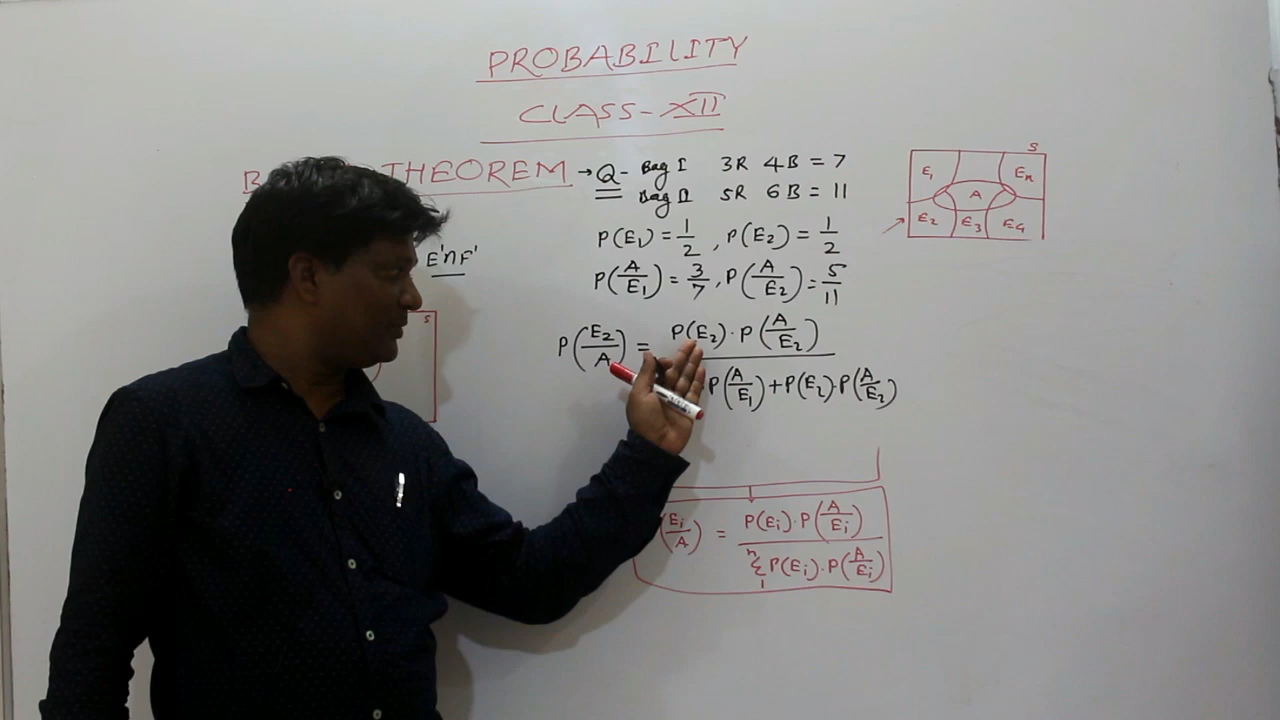 PROBABILITY
CLASS-XII
THEOREM → Q- Bag I 3R 4B = 7
Bag II 5R 6B = 11
P(E₁) = 1/2 , P(E₂) = 1/2
P(A/E₁) = 3/7 , P(A/E₂) = 5/11
P(E₂/A) = P(E₂)·P(A/E₂)
P(A/E₁)+P(E₂)·P(A/E₂)
(Ei/A) = P(Ei)·P(A/Ei)
n Σ 1 P(Ei)·P(A/Ei)
E'∩F'
S
S
E₁
En
A
E₂
E₃
E₄